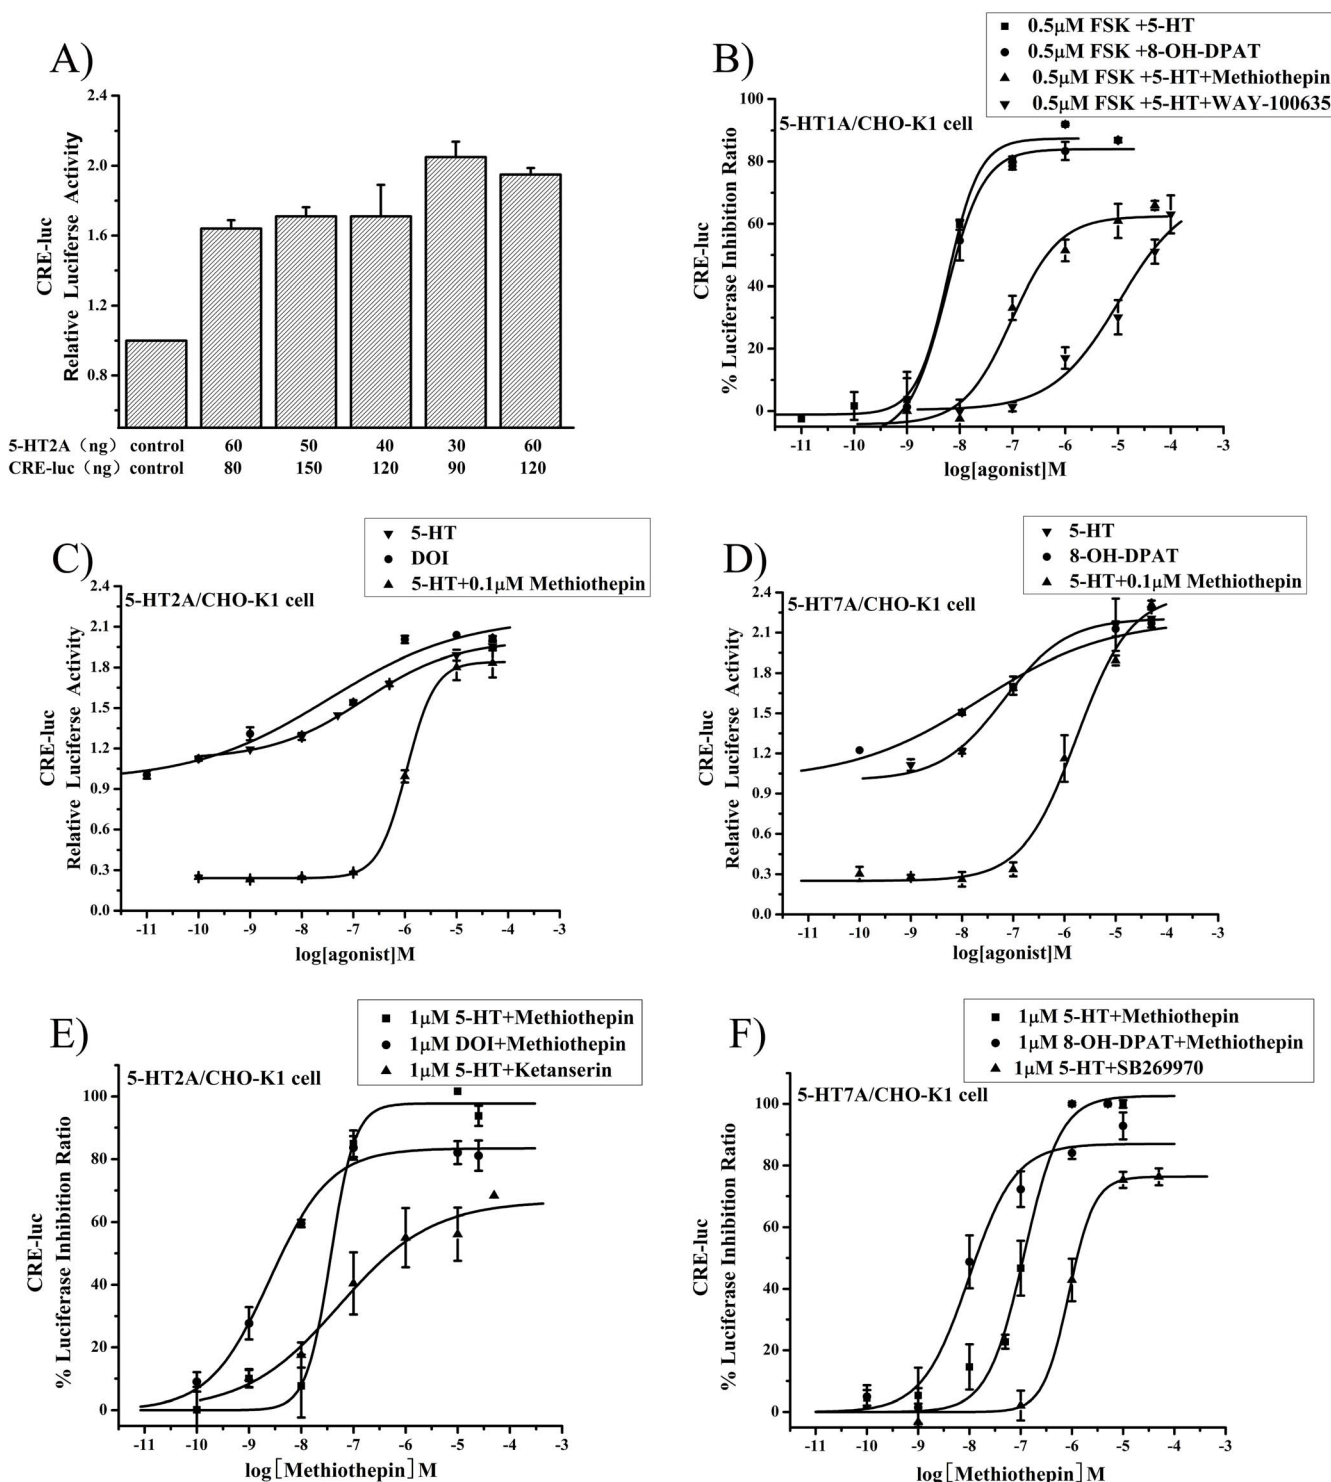 A)
2.4
2.0
1.6
1.2
0.8
CRE-luc
Relative Luciferse Activity
5-HT2A（ng） control 60 50 40 30 60
CRE-luc（ng）control 80 150 120 90 120
B)
0.5μM FSK +5-HT
0.5μM FSK +8-OH-DPAT
0.5μM FSK +5-HT+Methiothepin
0.5μM FSK +5-HT+WAY-100635
5-HT1A/CHO-K1 cell
100
80
60
40
20
0
CRE-luc
% Luciferase Inhibition Ratio
-11 -10 -9 -8 -7 -6 -5 -4 -3
log[agonist]M
C)
5-HT
DOI
5-HT+0.1μM Methiothepin
5-HT2A/CHO-K1 cell
2.4
2.1
1.8
1.5
1.2
0.9
0.6
0.3
0.0
CRE-luc
Relative Luciferse Activity
-11 -10 -9 -8 -7 -6 -5 -4 -3
log[agonist]M
D)
5-HT
8-OH-DPAT
5-HT+0.1μM Methiothepin
5-HT7A/CHO-K1 cell
2.4
2.1
1.8
1.5
1.2
0.9
0.6
0.3
0.0
CRE-luc
Relative Luciferse Activity
-11 -10 -9 -8 -7 -6 -5 -4 -3
log[agonist]M
E)
1μM 5-HT+Methiothepin
1μM DOI+Methiothepin
1μM 5-HT+Ketanserin
5-HT2A/CHO-K1 cell
100
80
60
40
20
0
CRE-luc
% Luciferase Inhibition Ratio
-11 -10 -9 -8 -7 -6 -5 -4 -3
log[Methiothepin]M
F)
1μM 5-HT+Methiothepin
1μM 8-OH-DPAT+Methiothepin
1μM 5-HT+SB269970
5-HT7A/CHO-K1 cell
100
80
60
40
20
0
CRE-luc
% Luciferase Inhibition Ratio
-11 -10 -9 -8 -7 -6 -5 -4 -3
log[Methiothepin]M